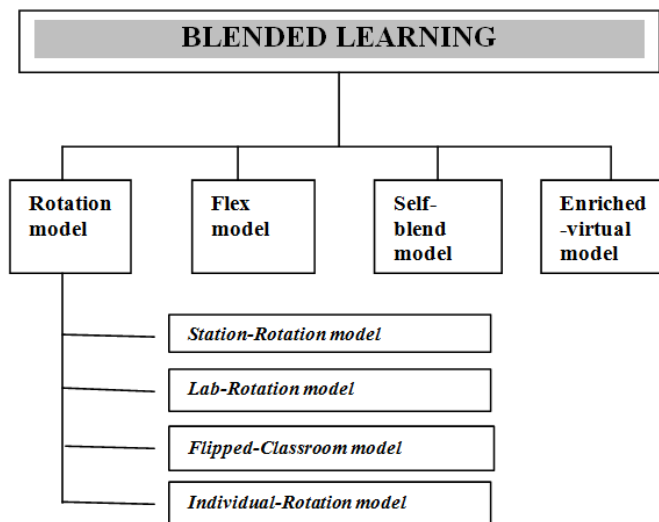 BLENDED LEARNING
Rotation
model
Flex
model
Self-
blend
model
Enriched
-virtual
model
Station-Rotation model
Lab-Rotation model
Flipped-Classroom model
Individual-Rotation model